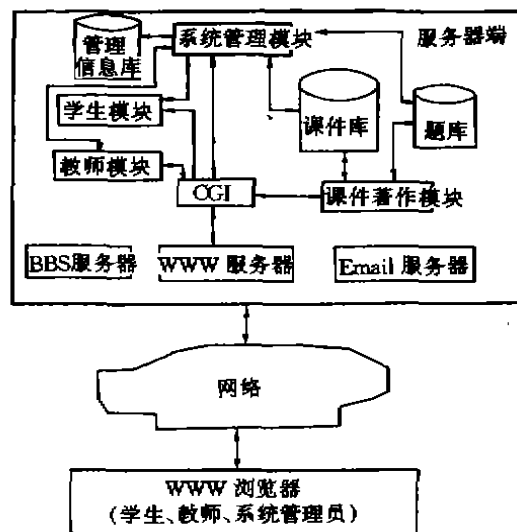 管理
信息库
系统管理模块
服务器端
学生模块
课件库
题库
教师模块
CGI
课件著作模块
BBS服务器
WWW 服务器
Email 服务器
网络
WWW 浏览器
(学生、教师、系统管理员)